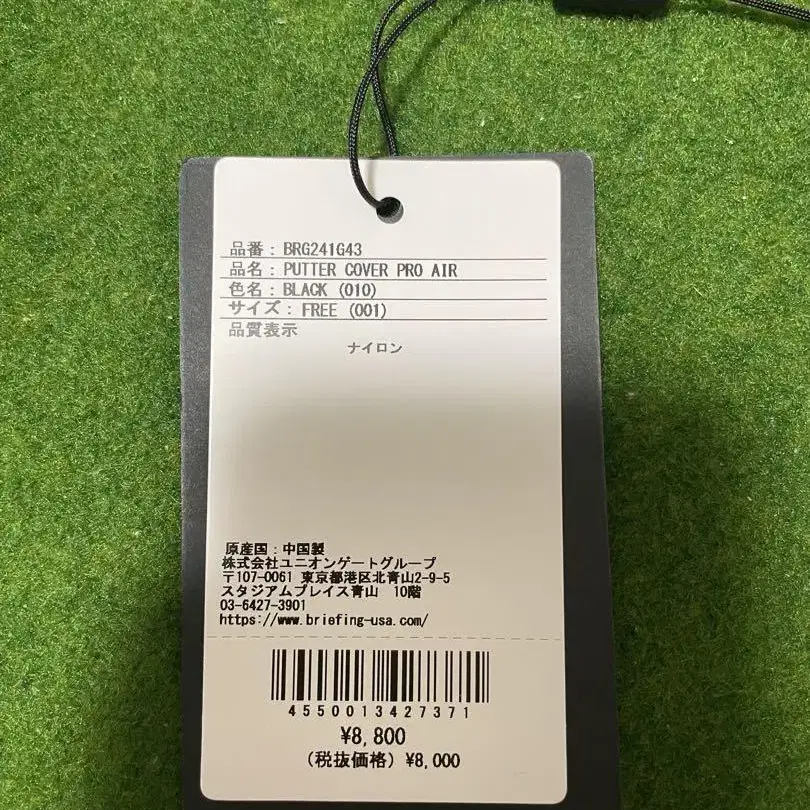 品番：BRG241G43
品名：PUTTER COVER PRO AIR
色名：BLACK (010)
サイズ：FREE (001)
品質表示
ナイロン
原産国：中国製
株式会社ユニオンゲートグループ
〒107-0061 東京都港区北青山2-9-5
スタジアムプレイス青山 10階
03-6427-3901
https://www.briefing-usa.com/
4550013427371
¥8,800
(税抜価格) ¥8,000